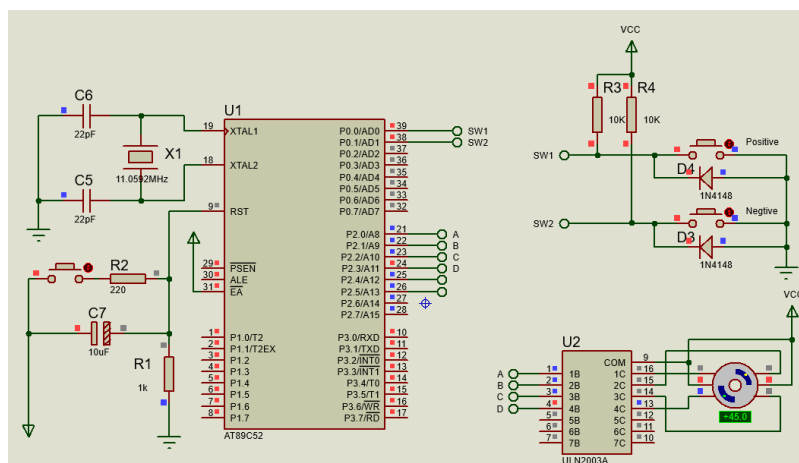 C6
22pF
X1
11.0592MHz
C5
22pF
R2
220
C7
10uF
R1
1k
U1
19 XTAL1
18 XTAL2
9 RST
29 PSEN
30 ALE
31 EA
1 P1.0/T2
2 P1.1/T2EX
3 P1.2
4 P1.3
5 P1.4
6 P1.5
7 P1.6
8 P1.7
P0.0/AD0 39 SW1
P0.1/AD1 38 SW2
P0.2/AD2 37
P0.3/AD3 36
P0.4/AD4 35
P0.5/AD5 34
P0.6/AD6 33
P0.7/AD7 32
P2.0/A8 21 A
P2.1/A9 22 B
P2.2/A10 23 C
P2.3/A11 24 D
P2.4/A12 25
P2.5/A13 26
P2.6/A14 27
P2.7/A15 28
P3.0/RXD 10
P3.1/TXD 11
P3.2/INT0 12
P3.3/INT1 13
P3.4/T0 14
P3.5/T1 15
P3.6/WR 16
P3.7/RD 17
AT89C52
VCC
R3 R4
10K 10K
SW1
Positive
D4
1N4148
SW2
Negtive
D3
1N4148
VCC
U2
A 1 1B
B 2 2B
C 3 3B
D 4 4B
5 5B
6 6B
7 7B
COM 9
1C 16
2C 15
3C 14
4C 13
5C 12
6C 11
7C 10
+45.0
ULN2003A